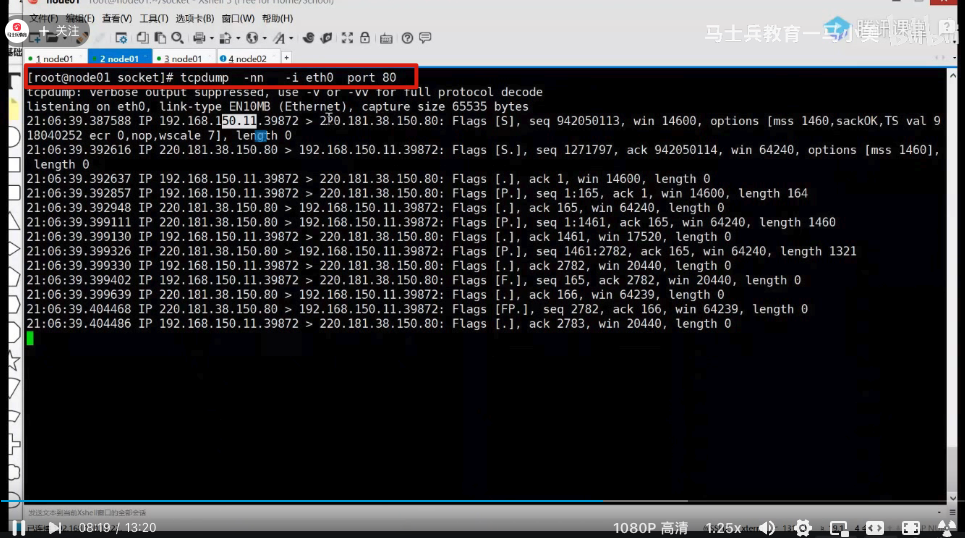 文件(F) 编辑(E) 查看(V) 工具(T) 选项卡(B) 窗口(W) 帮助(H)
+ 关注
马士兵教育一马小美
腾讯课堂
1 node01
2 node01
3 node01
4 node02
+
[root@node01 socket]# tcpdump  -nn   -i eth0  port 80
tcpdump: verbose output suppressed, use -v or -vv for full protocol decode
listening on eth0, link-type EN10MB (Ethernet), capture size 65535 bytes
21:06:39.387588 IP 192.168.150.11.39872 > 220.181.38.150.80: Flags [S], seq 942050113, win 14600, options [mss 1460,sackOK,TS val 9
18040252 ecr 0,nop,wscale 7], length 0
21:06:39.392616 IP 220.181.38.150.80 > 192.168.150.11.39872: Flags [S.], seq 1271797, ack 942050114, win 64240, options [mss 1460],
length 0
21:06:39.392637 IP 192.168.150.11.39872 > 220.181.38.150.80: Flags [.], ack 1, win 14600, length 0
21:06:39.392857 IP 192.168.150.11.39872 > 220.181.38.150.80: Flags [P.], seq 1:165, ack 1, win 14600, length 164
21:06:39.392948 IP 220.181.38.150.80 > 192.168.150.11.39872: Flags [.], ack 165, win 64240, length 0
21:06:39.399111 IP 220.181.38.150.80 > 192.168.150.11.39872: Flags [P.], seq 1:1461, ack 165, win 64240, length 1460
21:06:39.399130 IP 192.168.150.11.39872 > 220.181.38.150.80: Flags [.], ack 1461, win 17520, length 0
21:06:39.399236 IP 220.181.38.150.80 > 192.168.150.11.39872: Flags [P.], seq 1461:2782, ack 165, win 64240, length 1321
21:06:39.399330 IP 192.168.150.11.39872 > 220.181.38.150.80: Flags [.], ack 2782, win 20440, length 0
21:06:39.399402 IP 192.168.150.11.39872 > 220.181.38.150.80: Flags [F.], seq 165, ack 2782, win 20440, length 0
21:06:39.399639 IP 220.181.38.150.80 > 192.168.150.11.39872: Flags [.], ack 166, win 64239, length 0
21:06:39.404468 IP 220.181.38.150.80 > 192.168.150.11.39872: Flags [FP.], seq 2782, ack 166, win 64239, length 0
21:06:39.404486 IP 192.168.150.11.39872 > 220.181.38.150.80: Flags [.], ack 2783, win 20440, length 0
08:19 / 13:20
1080P 高清
1.25x